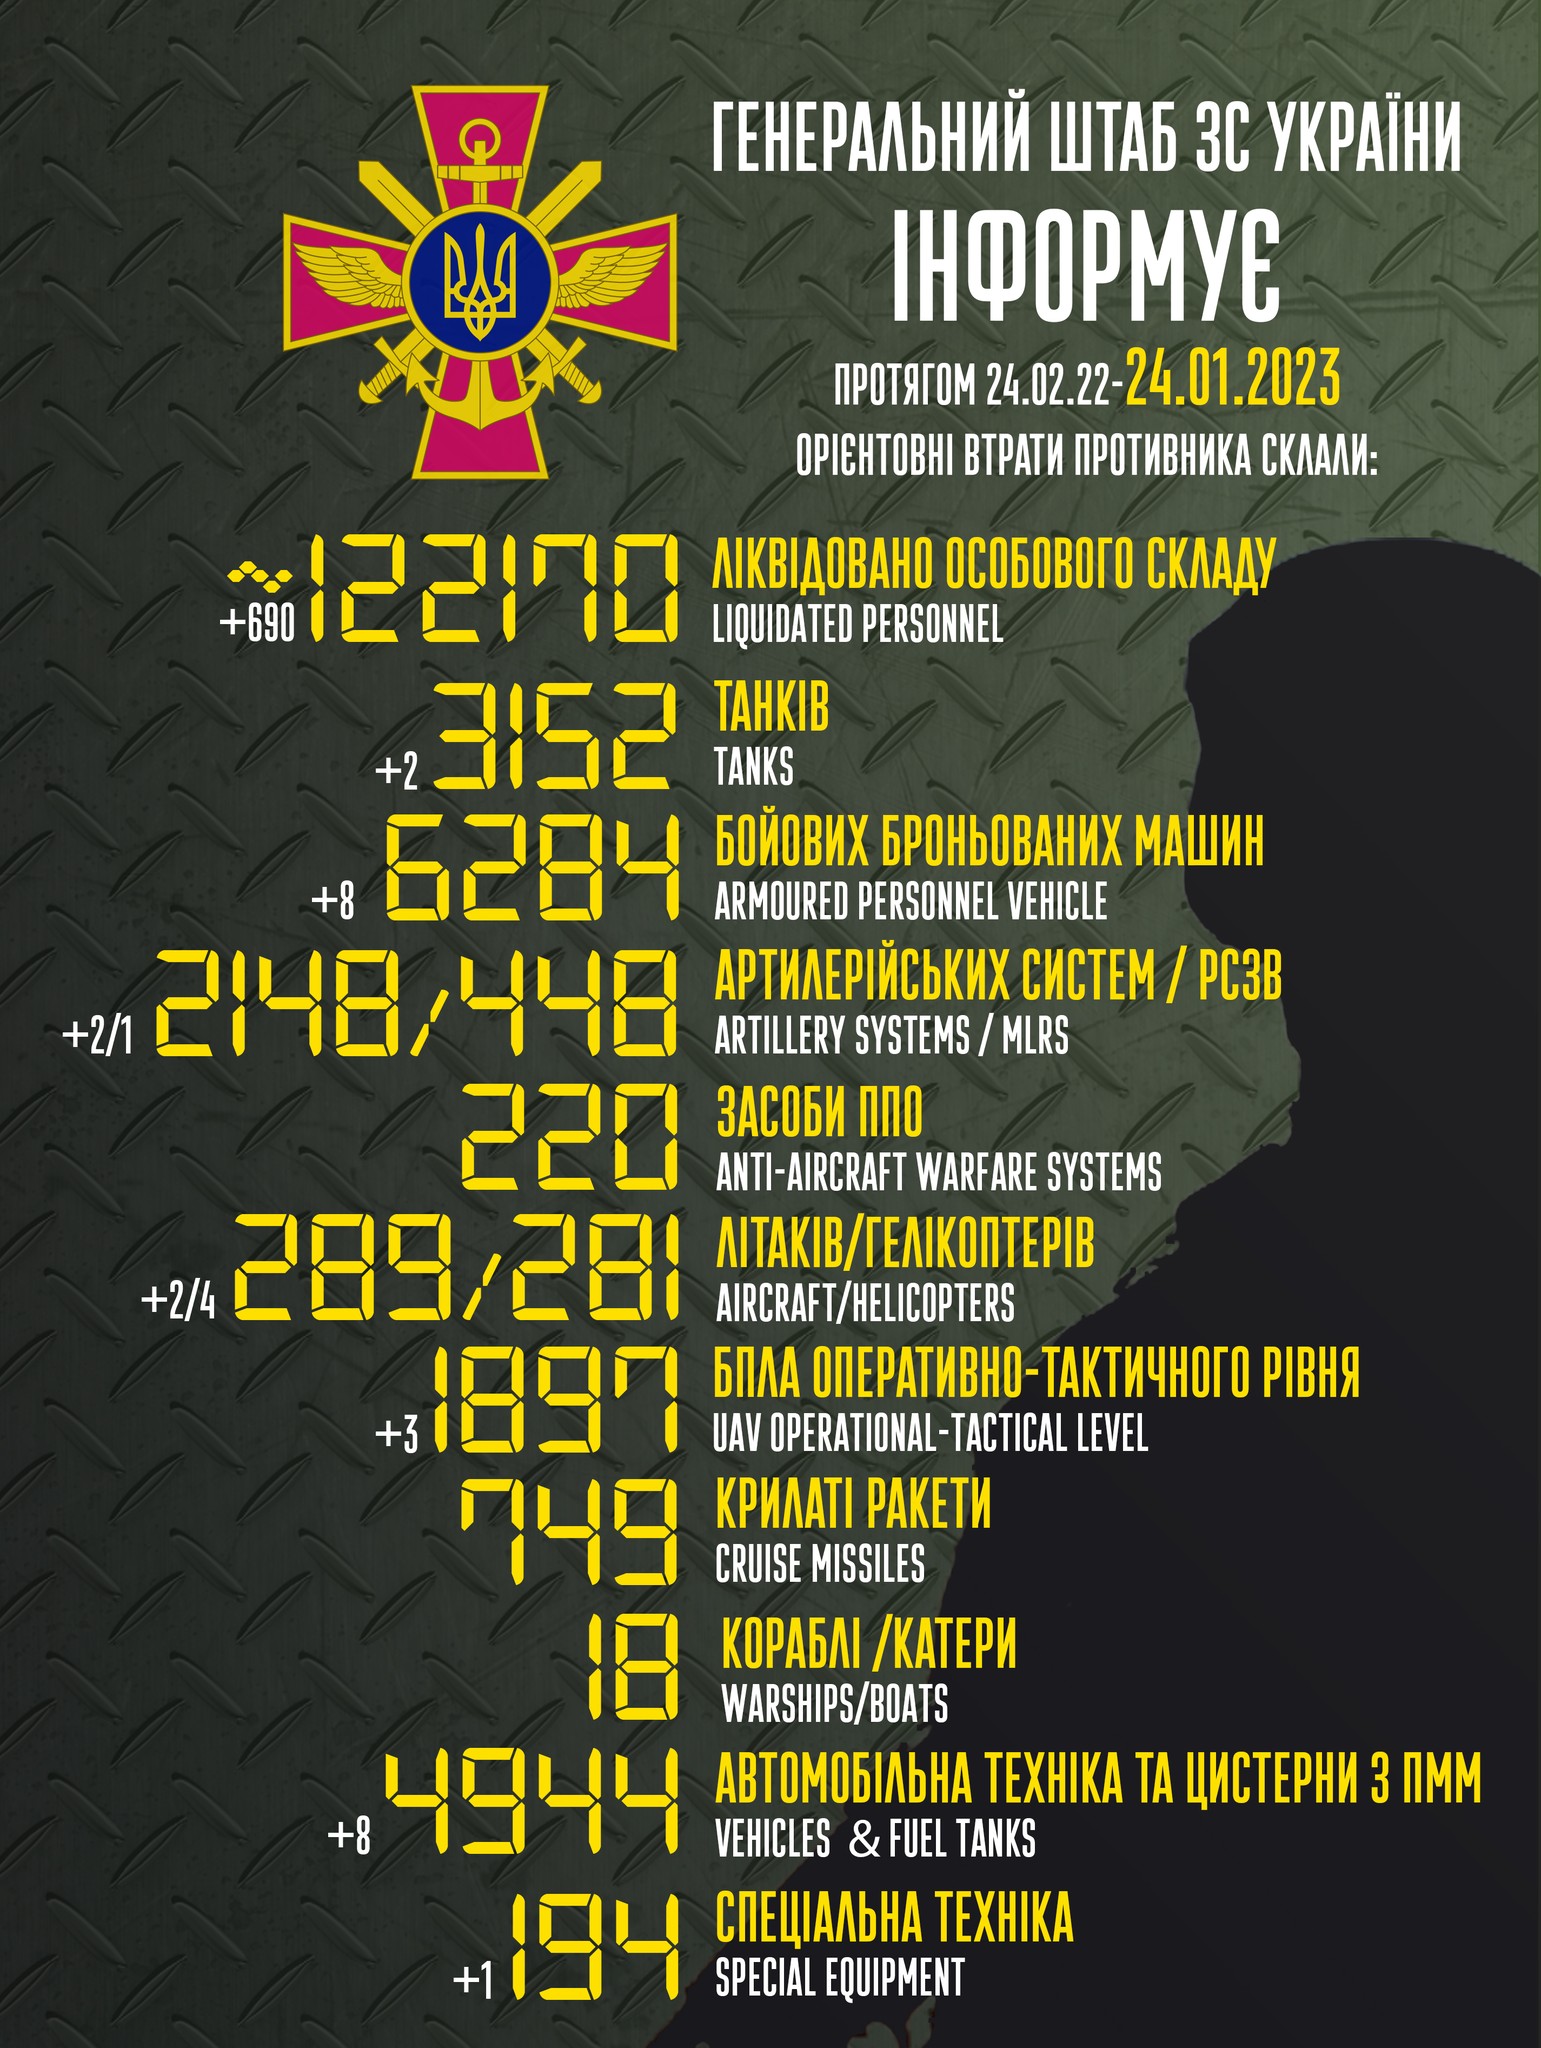 ГЕНЕРАЛЬНИЙ ШТАБ ЗС УКРАЇНИ
ІНФОРМУЄ
ПРОТЯГОМ 24.02.22-24.01.2023
ОРІЄНТОВНІ ВТРАТИ ПРОТИВНИКА СКЛАЛИ:
+690 ~122170 ЛІКВІДОВАНО ОСОБОВОГО СКЛАДУ
LIQUIDATED PERSONNEL
+2 3152 ТАНКІВ
TANKS
+8 6284 БОЙОВИХ БРОНЬОВАНИХ МАШИН
ARMOURED PERSONNEL VEHICLE
+2/1 2148/448 АРТИЛЕРІЙСЬКИХ СИСТЕМ / РСЗВ
ARTILLERY SYSTEMS / MLRS
220 ЗАСОБИ ППО
ANTI-AIRCRAFT WARFARE SYSTEMS
+2/4 289/281 ЛІТАКІВ/ГЕЛІКОПТЕРІВ
AIRCRAFT/HELICOPTERS
+3 1897 БПЛА ОПЕРАТИВНО-ТАКТИЧНОГО РІВНЯ
UAV OPERATIONAL-TACTICAL LEVEL
749 КРИЛАТІ РАКЕТИ
CRUISE MISSILES
18 КОРАБЛІ /КАТЕРИ
WARSHIPS/BOATS
+8 4944 АВТОМОБІЛЬНА ТЕХНІКА ТА ЦИСТЕРНИ З ПММ
VEHICLES & FUEL TANKS
+1 194 СПЕЦІАЛЬНА ТЕХНІКА
SPECIAL EQUIPMENT